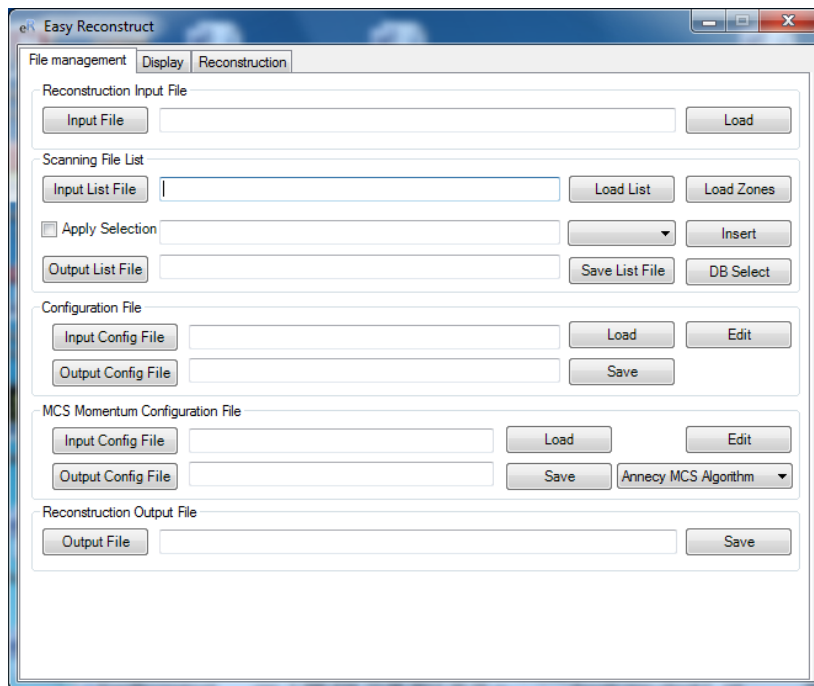 eR Easy Reconstruct
File management Display Reconstruction
Reconstruction Input File
Input File Load
Scanning File List
Input List File Load List Load Zones
Apply Selection Insert
Output List File Save List File DB Select
Configuration File
Input Config File Load Edit
Output Config File Save
MCS Momentum Configuration File
Input Config File Load Edit
Output Config File Save Annecy MCS Algorithm
Reconstruction Output File
Output File Save